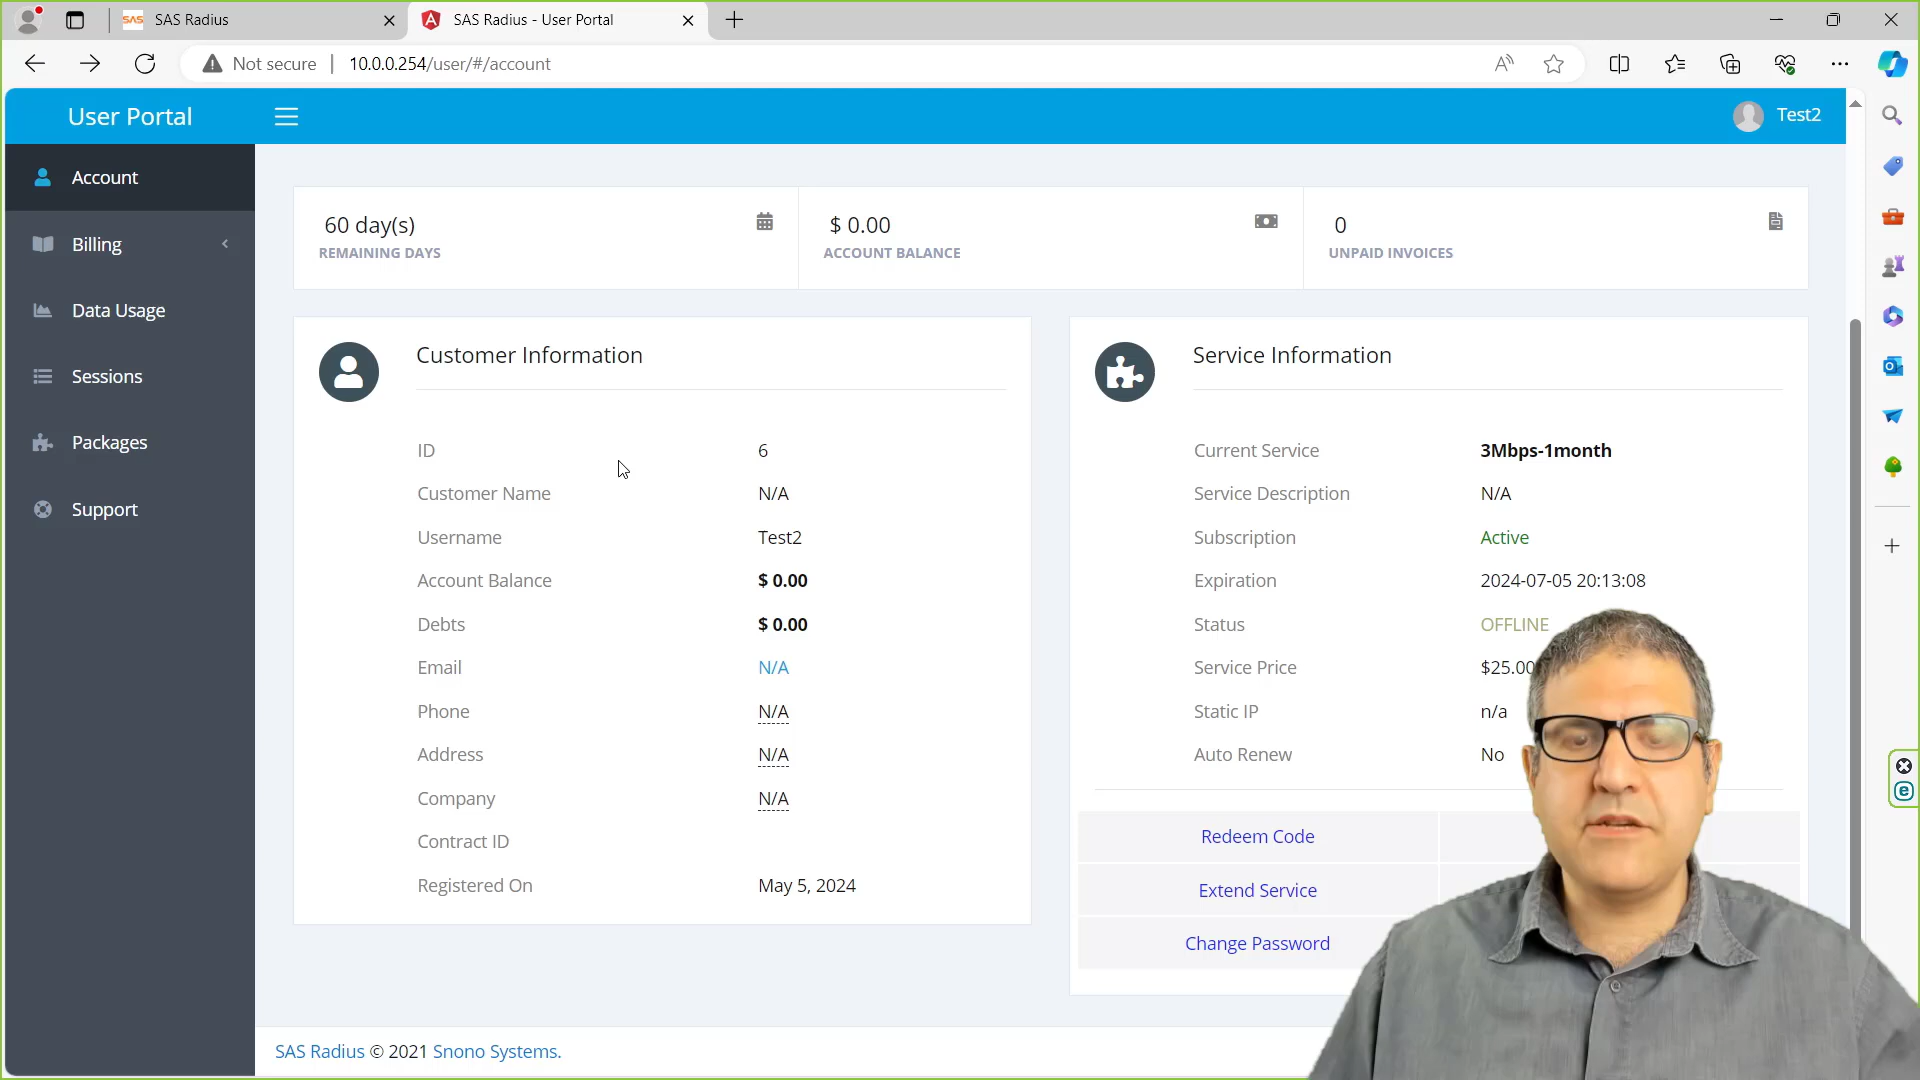 SAS Radius
SAS Radius - User Portal
Not secure
10.0.0.254/user/#/account
User Portal
Test2
Account
Billing
Data Usage
Sessions
Packages
Support
60 day(s)
REMAINING DAYS
$ 0.00
ACCOUNT BALANCE
0
UNPAID INVOICES
Customer Information
ID 6
Customer Name N/A
Username Test2
Account Balance $ 0.00
Debts $ 0.00
Email N/A
Phone N/A
Address N/A
Company N/A
Contract ID
Registered On May 5, 2024
Service Information
Current Service 3Mbps-1month
Service Description N/A
Subscription Active
Expiration 2024-07-05 20:13:08
Status OFFLINE
Service Price $25.00
Static IP n/a
Auto Renew No
Redeem Code
Extend Service
Change Password
SAS Radius © 2021 Snono Systems.